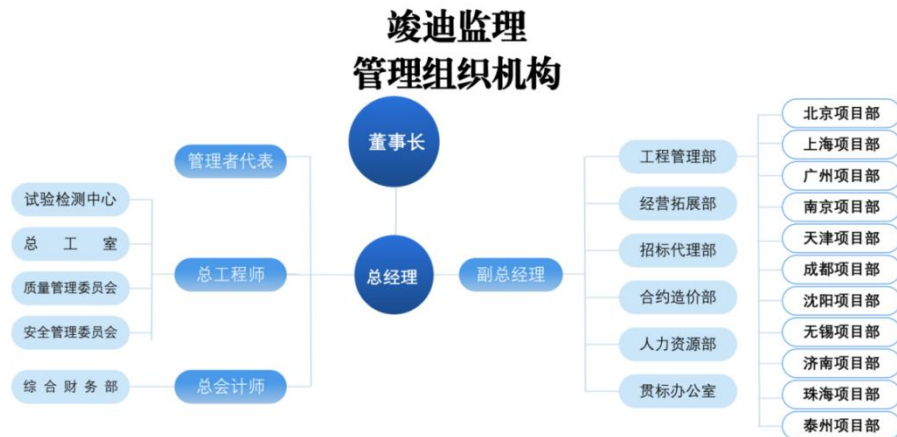 竣迪监理
管理组织机构
董事长
总经理
管理者代表
总工程师
总会计师
试验检测中心
总工室
质量管理委员会
安全管理委员会
综合财务部
副总经理
工程管理部
经营拓展部
招标代理部
合约造价部
人力资源部
贯标办公室
北京项目部
上海项目部
广州项目部
南京项目部
天津项目部
成都项目部
沈阳项目部
无锡项目部
济南项目部
珠海项目部
泰州项目部